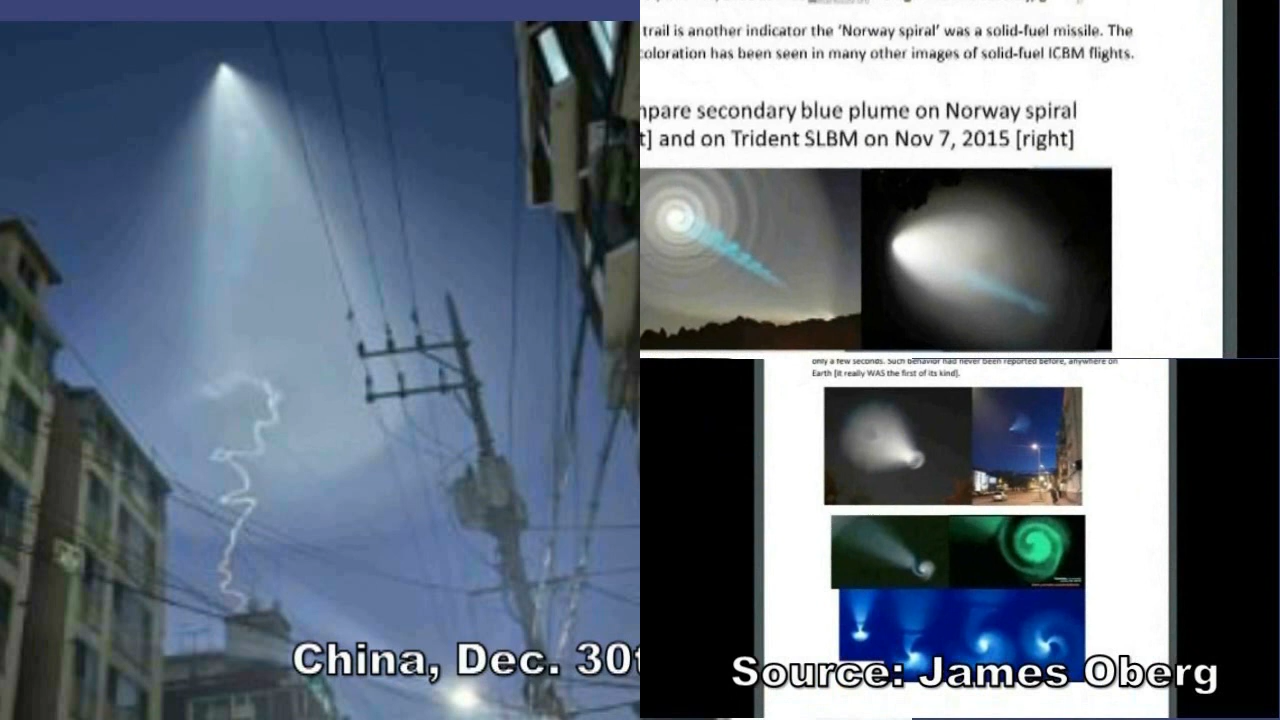 trail is another indicator the ‘Norway spiral’ was a solid-fuel missile. The
coloration has been seen in many other images of solid-fuel ICBM flights.
mpare secondary blue plume on Norway spiral
t] and on Trident SLBM on Nov 7, 2015 [right]
only a few seconds. Such behavior had never been reported before, anywhere on
Earth [it really WAS the first of its kind].
China, Dec. 30t
Source: James Oberg